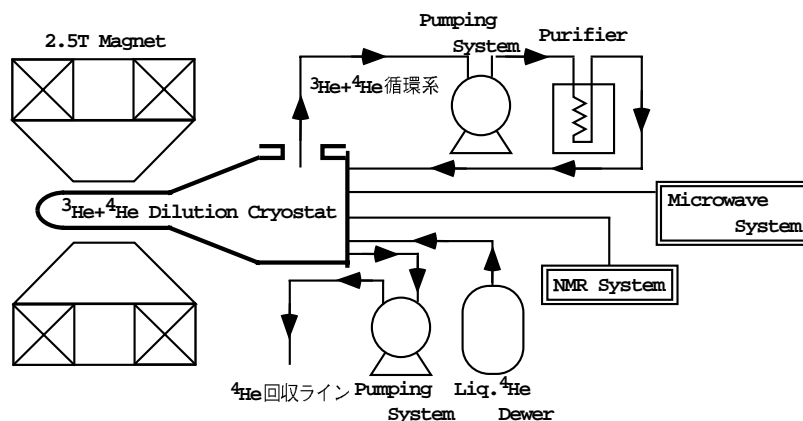 Pumping
System
2.5T Magnet
Purifier
³He+⁴He循環系
³He+⁴He Dilution Cryostat
Microwave
System
NMR System
⁴He回収ライン
Pumping
System
Liq.⁴He
Dewer